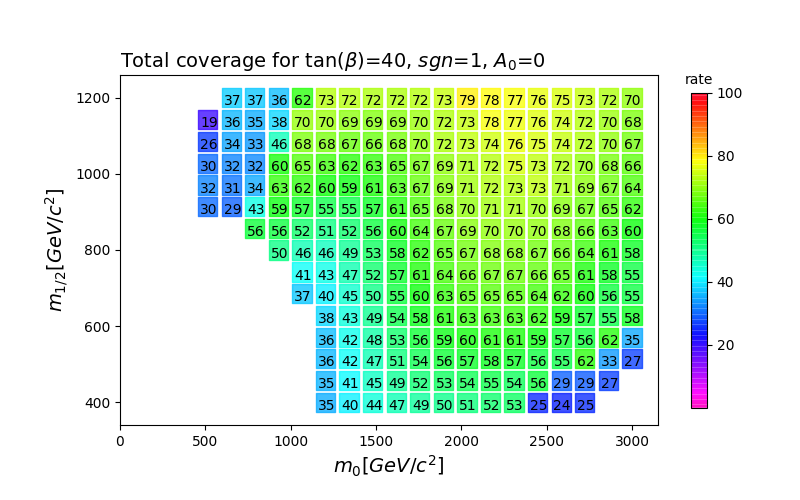 Total coverage for tan(β)=40, sgn=1, A₀=0
rate
37 37 36 62 73 72 72 72 72 73 79 78 77 76 75 73 72 70
19 36 35 38 70 70 69 69 69 70 72 73 78 77 76 74 72 70 68
26 34 33 46 68 68 67 66 68 70 72 73 74 76 75 74 72 70 67
30 32 32 60 65 63 62 63 65 67 69 71 72 75 73 72 70 68 66
32 31 34 63 62 60 59 61 63 67 69 71 72 73 73 71 69 67 64
30 29 43 59 57 55 55 57 61 65 68 70 71 71 70 69 67 65 62
56 56 52 51 52 56 60 64 67 69 70 70 70 68 66 63 60
50 46 46 49 53 58 62 65 67 68 68 67 66 64 61 58
41 43 47 52 57 61 64 66 67 67 66 65 61 58 55
37 40 45 50 55 60 63 65 65 65 64 62 60 56 55
38 43 49 54 58 61 63 63 63 62 59 57 55 58
36 42 48 53 56 59 60 61 61 59 57 56 62 35
36 42 47 51 54 56 57 58 57 56 55 62 33 27
35 41 45 49 52 53 54 55 54 56 29 29 27
35 40 44 47 49 50 51 52 53 25 24 25
1200
1000
800
600
400
0 500 1000 1500 2000 2500 3000
m₀[GeV/c²]
m₁/₂[GeV/c²]
100
80
60
40
20